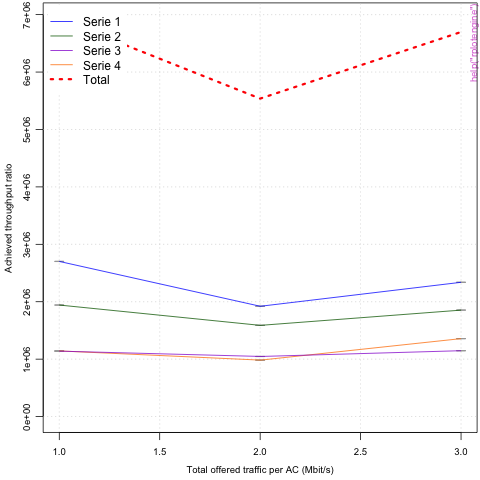 Serie 1
Serie 2
Serie 3
Serie 4
Total
help("rplotengine")
7e+06
6e+06
5e+06
4e+06
3e+06
2e+06
1e+06
0e+00
Achieved throughput ratio
1.0 1.5 2.0 2.5 3.0
Total offered traffic per AC (Mbit/s)